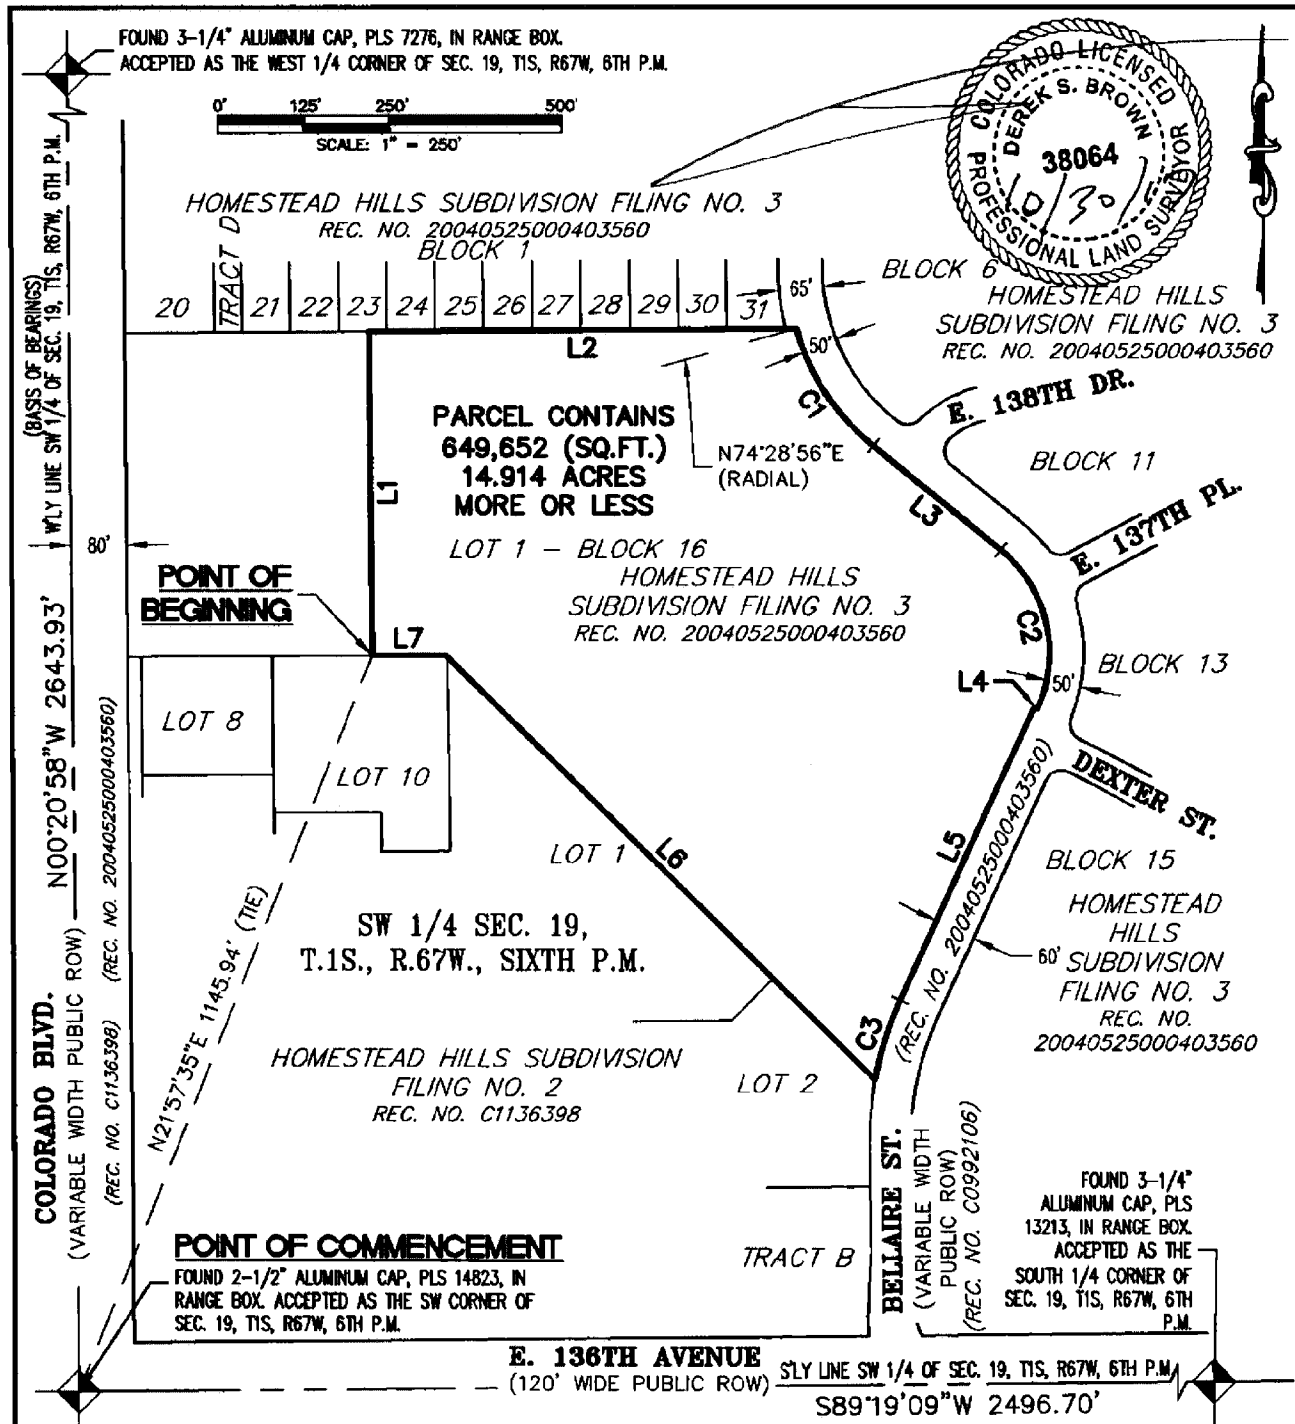 FOUND 3-1/4" ALUMINUM CAP, PLS 7276, IN RANGE BOX.
ACCEPTED AS THE WEST 1/4 CORNER OF SEC. 19, T1S, R67W, 6TH P.M.
0' 125' 250' 500'
SCALE: 1" = 250'
COLORADO LICENSED
DEREK S. BROWN
38064
PROFESSIONAL LAND SURVEYOR
HOMESTEAD HILLS SUBDIVISION FILING NO. 3
REC. NO. 20040525000403560
BLOCK 1
20
TRACT D
21 22 23 24 25 26 27 28 29 30 31
65'
50'
BLOCK 6
HOMESTEAD HILLS
SUBDIVISION FILING NO. 3
REC. NO. 20040525000403560
(BASIS OF BEARINGS)
W'LY LINE SW 1/4 OF SEC. 19, T1S, R67W, 6TH P.M.
N00°20'58"W 2643.93'
80'
L2
L1
C1
PARCEL CONTAINS
649,652 (SQ.FT.)
14.914 ACRES
MORE OR LESS
N74°28'56"E
(RADIAL)
E. 138TH DR.
BLOCK 11
L3
E. 137TH PL.
LOT 1 - BLOCK 16
HOMESTEAD HILLS
SUBDIVISION FILING NO. 3
REC. NO. 20040525000403560
POINT OF
BEGINNING
L7
C2
BLOCK 13
L4
50'
LOT 8
LOT 10
DEXTER ST.
L6
LOT 1
L5
(REC. NO. 20040525000403560)
BLOCK 15
HOMESTEAD
HILLS
60' SUBDIVISION
FILING NO. 3
REC. NO.
20040525000403560
SW 1/4 SEC. 19,
T.1S., R.67W., SIXTH P.M.
C3
COLORADO BLVD.
(VARIABLE WIDTH PUBLIC ROW)
(REC. NO. C1136398) (REC. NO. 20040525000403560)
N21°57'35"E 1145.94' (TIE)
HOMESTEAD HILLS SUBDIVISION
FILING NO. 2
REC. NO. C1136398
LOT 2
BELLAIRE ST.
(VARIABLE WIDTH
PUBLIC ROW)
(REC. NO. C0992106)
TRACT B
FOUND 3-1/4"
ALUMINUM CAP, PLS
13213, IN RANGE BOX.
ACCEPTED AS THE
SOUTH 1/4 CORNER OF
SEC. 19, T1S, R67W, 6TH
P.M.
POINT OF COMMENCEMENT
FOUND 2-1/2" ALUMINUM CAP, PLS 14823, IN
RANGE BOX. ACCEPTED AS THE SW CORNER OF
SEC. 19, T1S, R67W, 6TH P.M.
E. 136TH AVENUE
(120' WIDE PUBLIC ROW)
S'LY LINE SW 1/4 OF SEC. 19, T1S, R67W, 6TH P.M.
S89°19'09"W 2496.70'